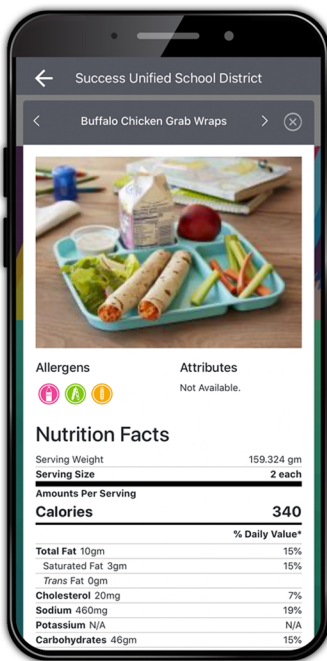 Success Unified School District
Buffalo Chicken Grab Wraps
Allergens Attributes
Not Available.
Nutrition Facts
Serving Weight 159.324 gm
Serving Size 2 each
Amounts Per Serving
Calories 340
% Daily Value*
Total Fat 10gm 15%
Saturated Fat 3gm 15%
Trans Fat 0gm
Cholesterol 20mg 7%
Sodium 460mg 19%
Potassium N/A N/A
Carbohydrates 46gm 15%